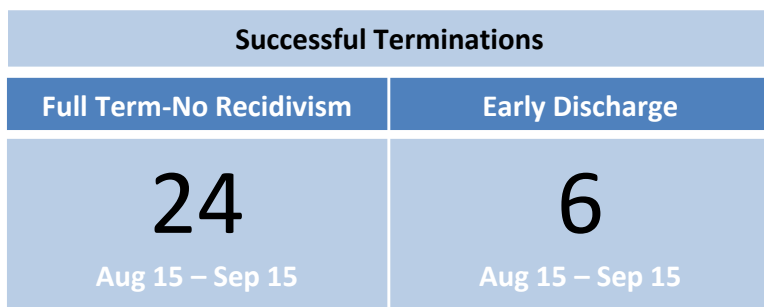 Successful Terminations
Full Term-No Recidivism
Early Discharge
24
6
Aug 15 – Sep 15
Aug 15 – Sep 15